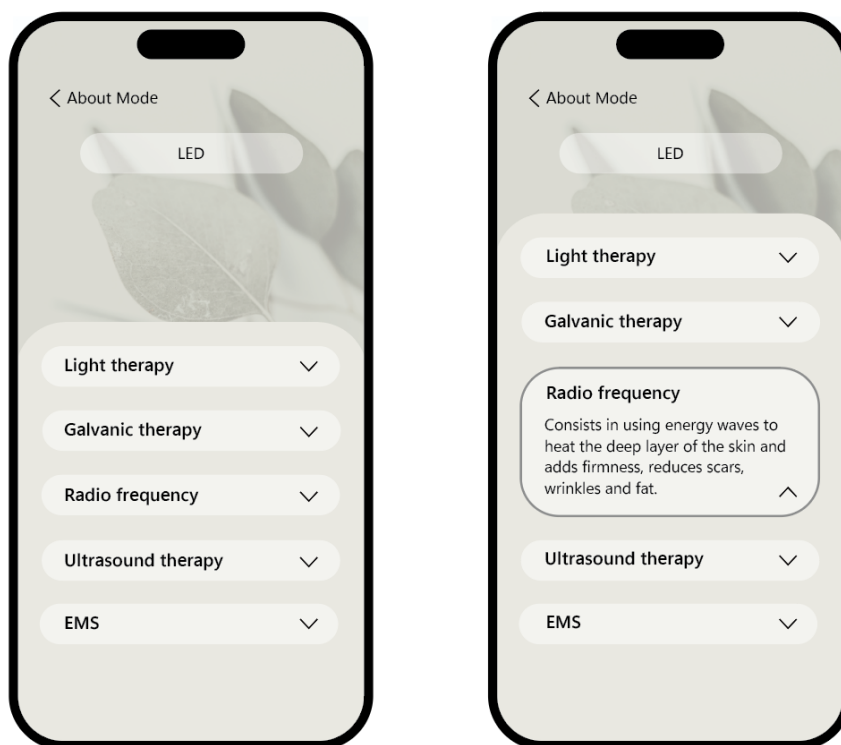 About Mode
LED
Light therapy
Galvanic therapy
Radio frequency
Ultrasound therapy
EMS
About Mode
LED
Light therapy
Galvanic therapy
Radio frequency
Consists in using energy waves to
heat the deep layer of the skin and
adds firmness, reduces scars,
wrinkles and fat.
Ultrasound therapy
EMS